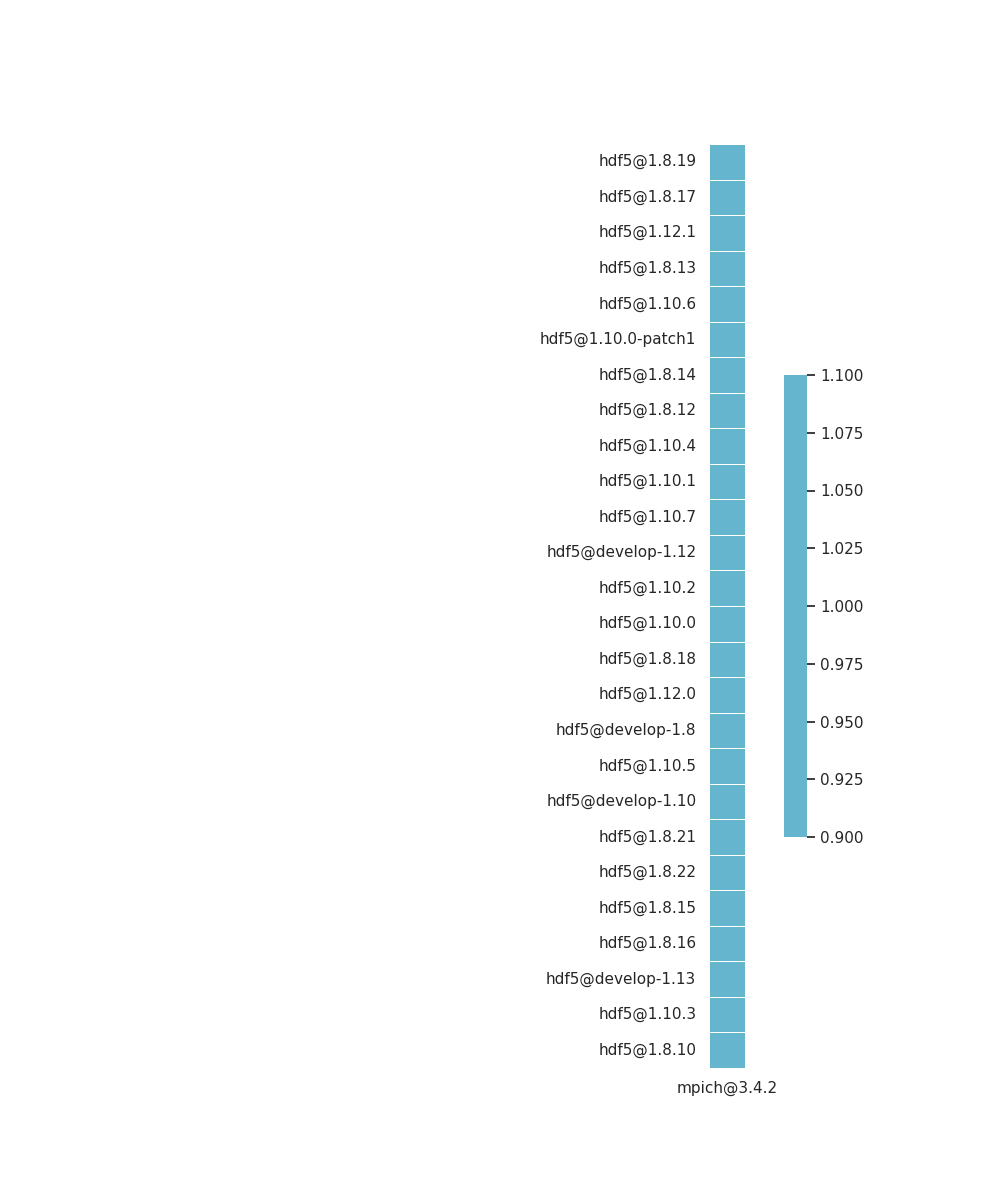 hdf5@1.8.19
hdf5@1.8.17
hdf5@1.12.1
hdf5@1.8.13
hdf5@1.10.6
hdf5@1.10.0-patch1
hdf5@1.8.14
hdf5@1.8.12
hdf5@1.10.4
hdf5@1.10.1
hdf5@1.10.7
hdf5@develop-1.12
hdf5@1.10.2
hdf5@1.10.0
hdf5@1.8.18
hdf5@1.12.0
hdf5@develop-1.8
hdf5@1.10.5
hdf5@develop-1.10
hdf5@1.8.21
hdf5@1.8.22
hdf5@1.8.15
hdf5@1.8.16
hdf5@develop-1.13
hdf5@1.10.3
hdf5@1.8.10
mpich@3.4.2
1.100
1.075
1.050
1.025
1.000
0.975
0.950
0.925
0.900